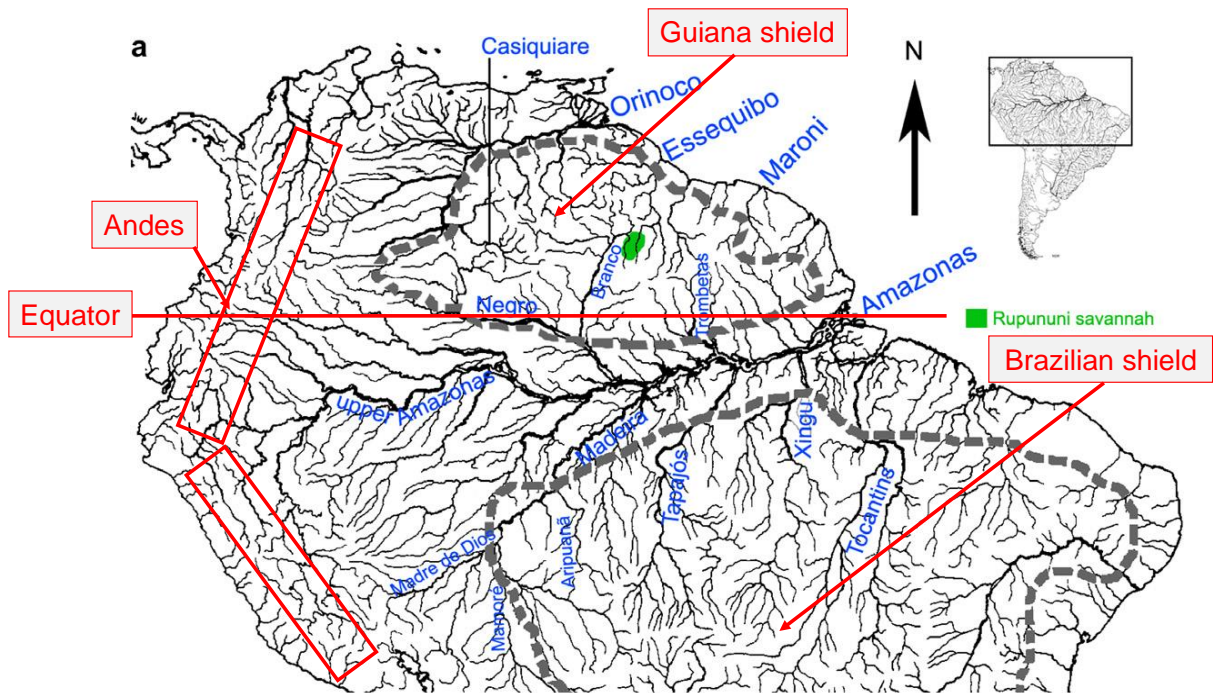 a
Casiquiare
Guiana shield
N
Orinoco
Essequibo
Maroni
Andes
Branco
Trombetas
Amazonas
Equator
Negro
Rupununi savannah
Brazilian shield
upper Amazonas
Madeira
Xingu
Tapajós
Tocantins
Madre de Dios
Aripuanã
Mamoré